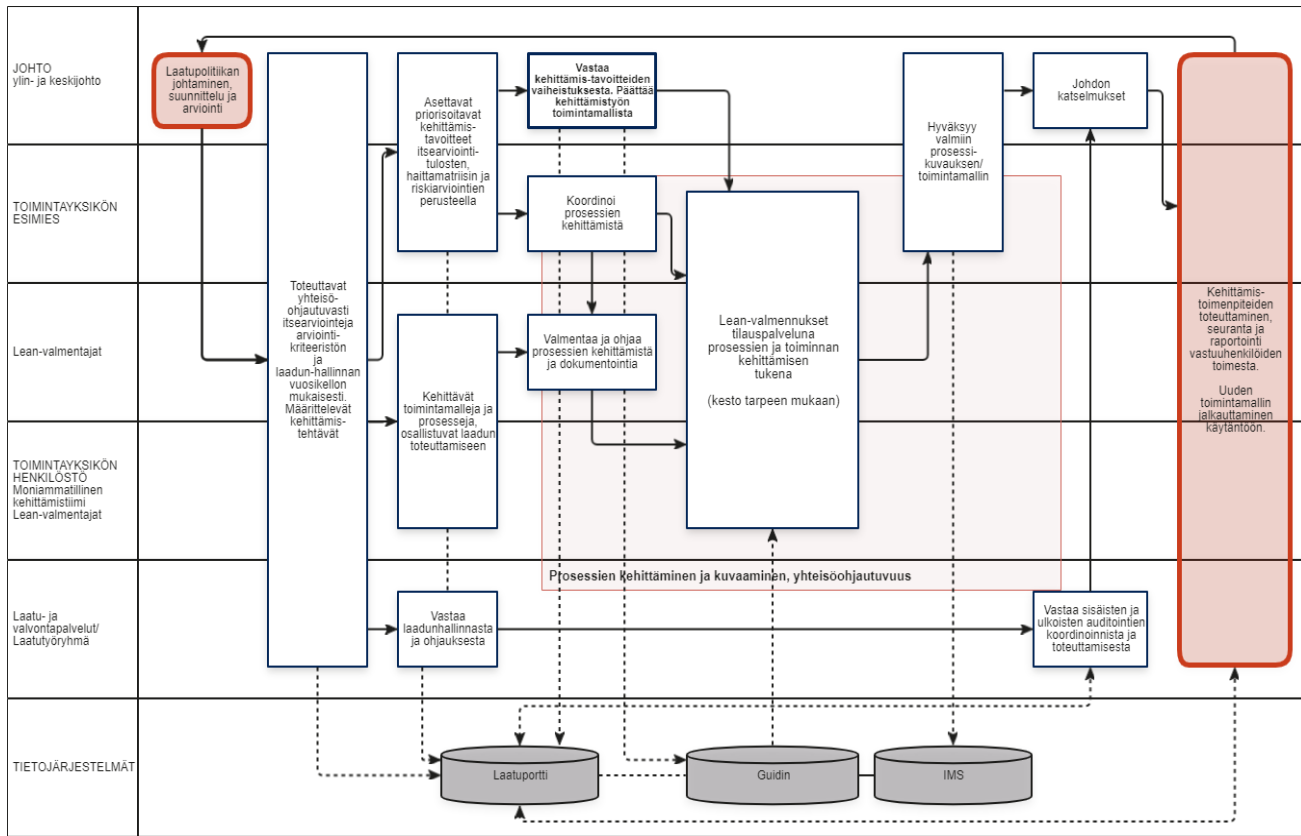 JOHTO
ylin- ja keskijohto
Laatupolitiikan
johtaminen,
suunnittelu ja
arviointi
Asettavat
priorisoitavat
kehittämis-
tavoitteet
itsearviointi-
tulosten,
haittamatriisin ja
riskiarviointien
perusteella
Vastaa
kehittämis-tavoitteiden
vaiheistuksesta. Päättää
kehittämistyön
toimintamallista
Hyväksyy
valmiin
prosessi-
kuvauksen/
toimintamallin
Johdon
katselmukset
TOIMINTAYKSIKÖN
ESIMIES
Koordinoi
prosessien
kehittämistä
Toteuttavat
yhteisö-
ohjautuvasti
itsearviointeja
arviointi-
kriteeristön
ja
laadun-hallinnan
vuosikellon
mukaisesti.
Määrittelevät
kehittämis-
tehtävät
Lean-valmentajat
Valmentaa ja ohjaa
prosessien kehittämistä
ja dokumentointia
Lean-valmennukset
tilauspalveluna
prosessien ja toiminnan
kehittämisen
tukena
(kesto tarpeen mukaan)
Kehittämis-
toimenpiteiden
toteuttaminen,
seuranta ja
raportointi
vastuuhenkilöiden
toimesta.
Uuden
toimintamallin
jalkauttaminen
käytäntöön.
Kehittävät
toimintamalleja ja
prosesseja,
osallistuvat laadun
toteuttamiseen
TOIMINTAYKSIKÖN
HENKILÖSTÖ
Moniammatillinen
kehittämistiimi
Lean-valmentajat
Prosessien kehittäminen ja kuvaaminen, yhteisöohjautuvuus
Laatu- ja
valvontapalvelut/
Laatutyöryhmä
Vastaa
laadunhallinnasta
ja ohjauksesta
Vastaa sisäisten ja
ulkoisten auditointien
koordinoinnista ja
toteuttamisesta
TIETOJÄRJESTELMÄT
Laatuportti
Guidin
IMS